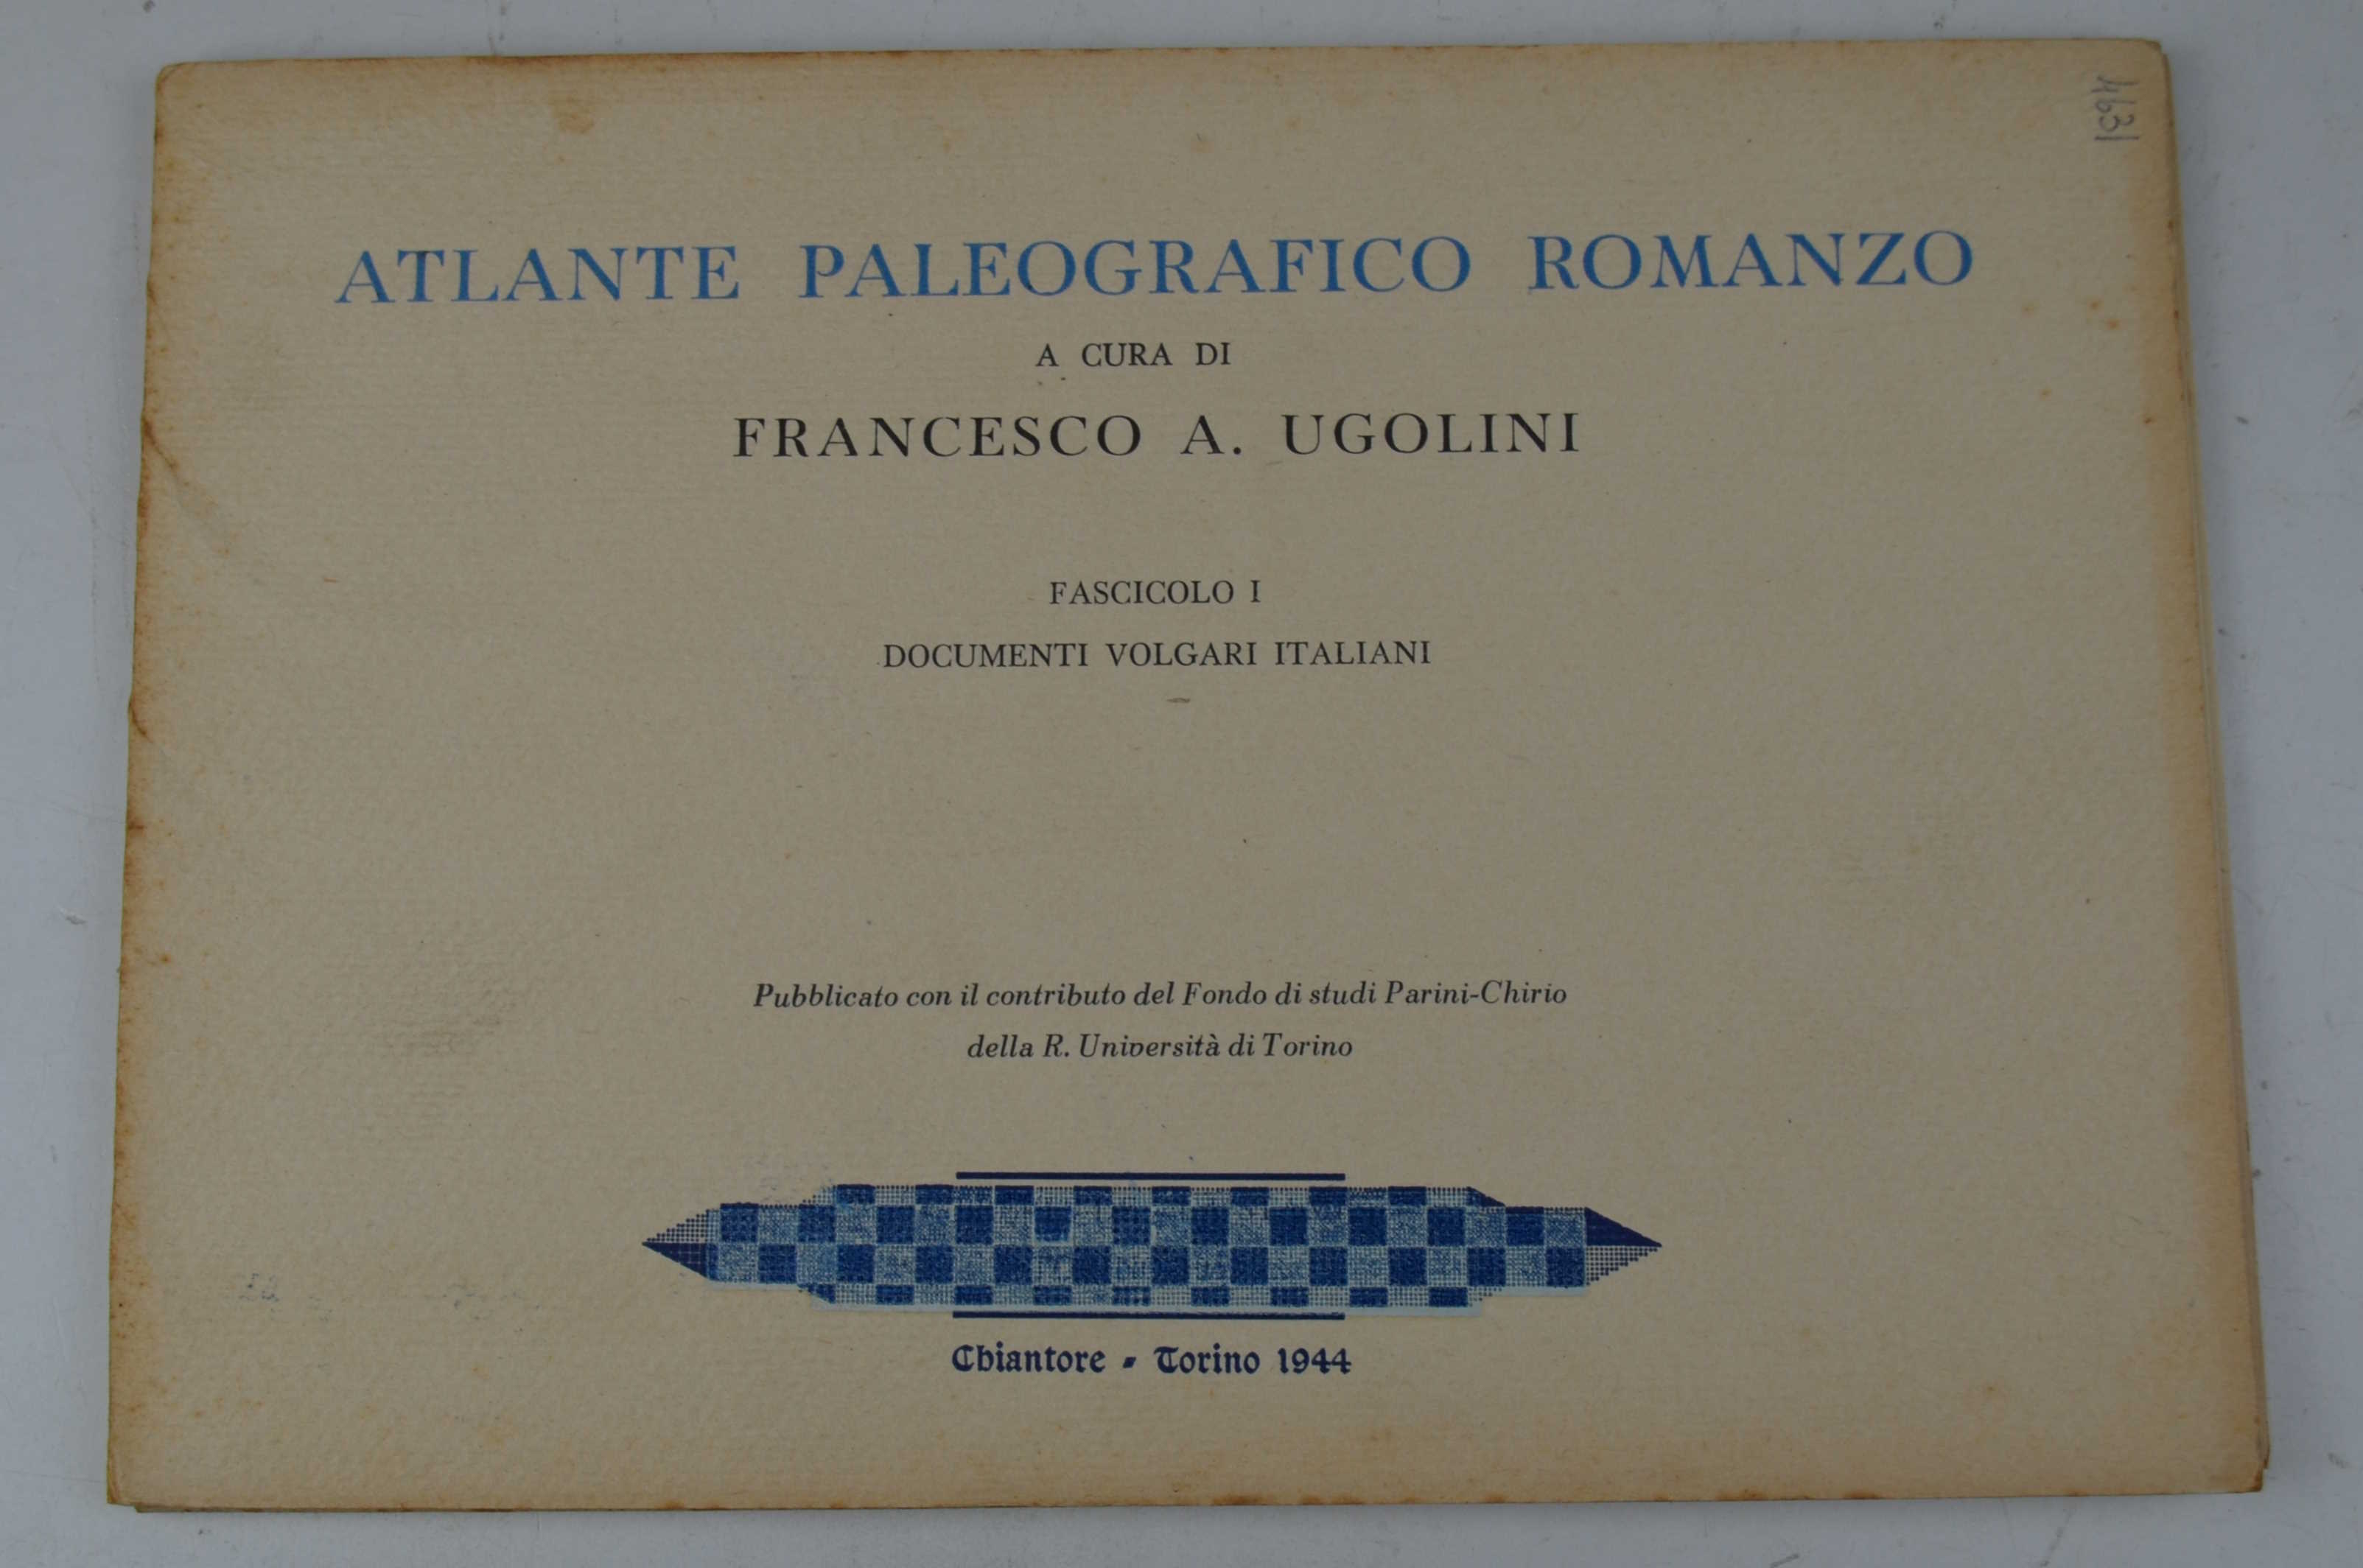 4631
ATLANTE PALEOGRAFICO ROMANZO
A CURA DI
FRANCESCO A. UGOLINI
FASCICOLO I
DOCUMENTI VOLGARI ITALIANI
Pubblicato con il contributo del Fondo di studi Parini-Chirio
della R. Università di Torino
Chiantore - Torino 1944